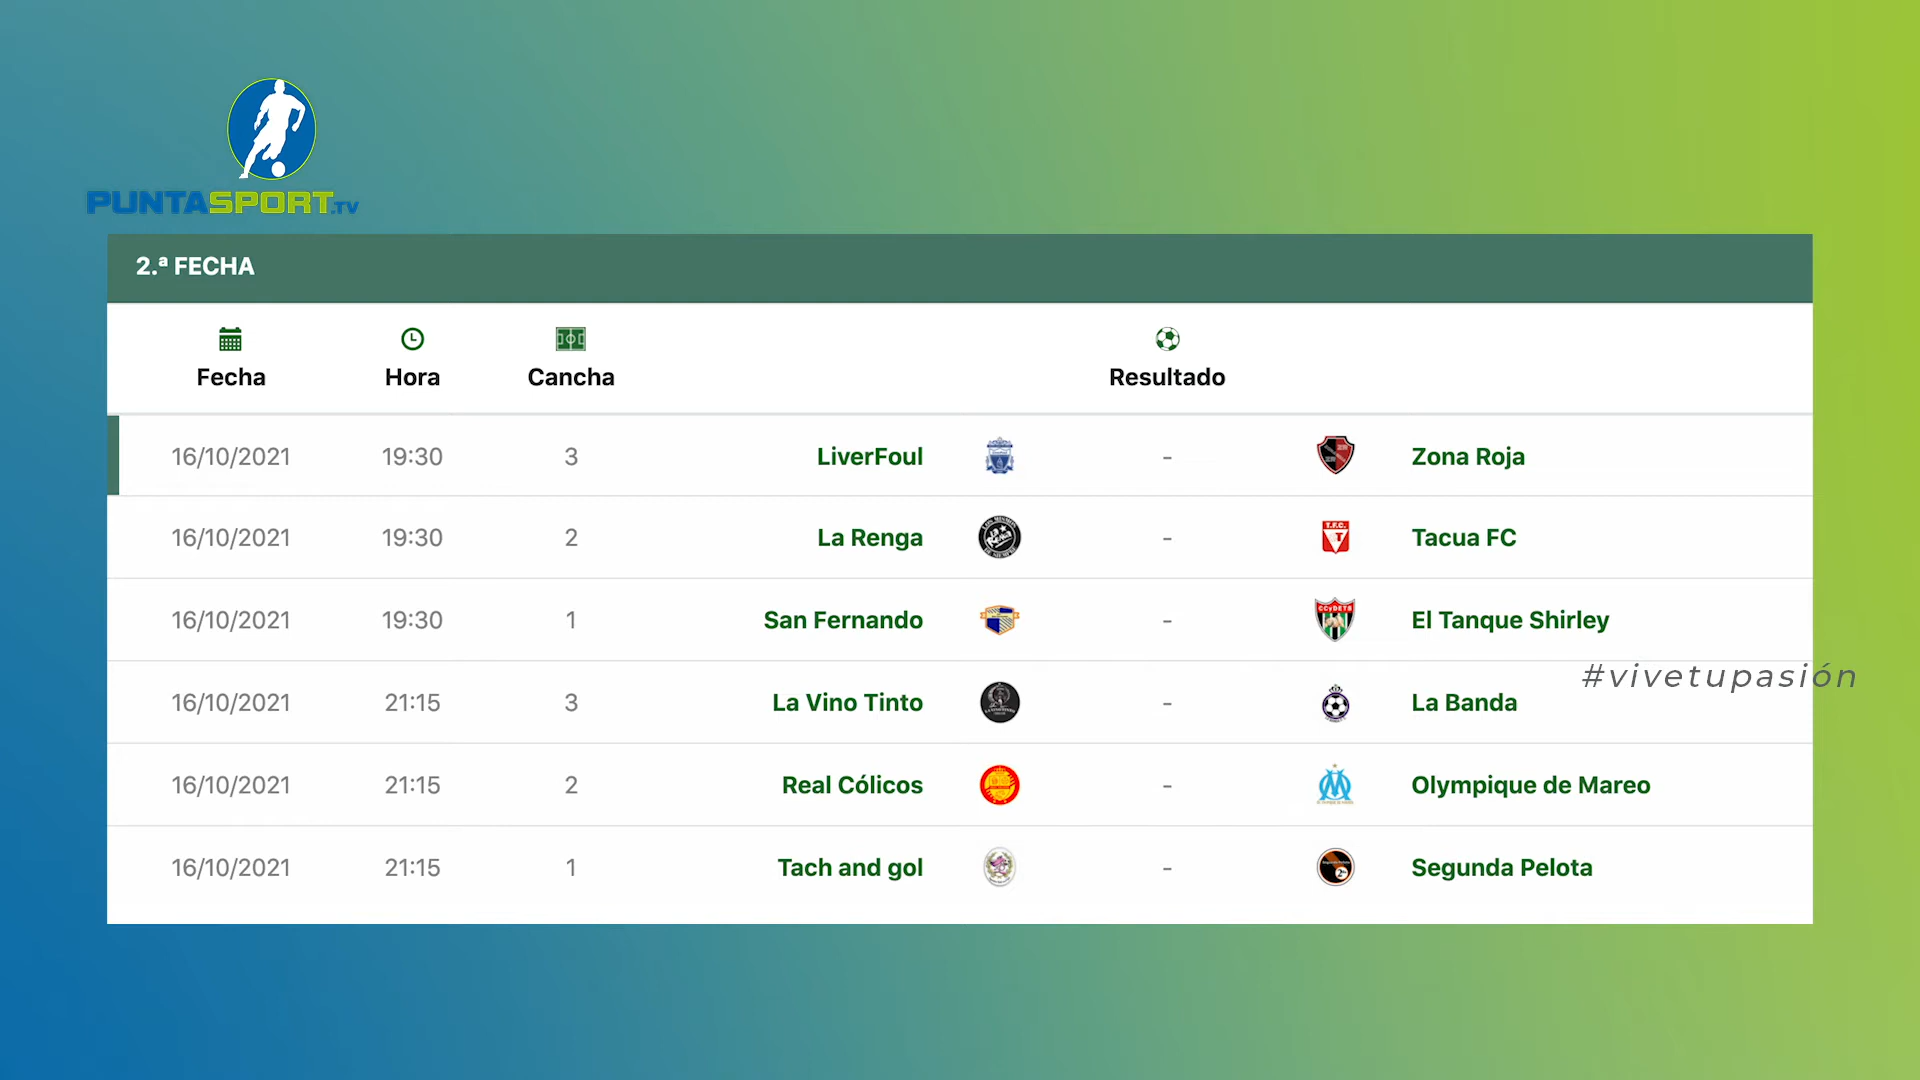 PUNTASPORT.TV
2.ª FECHA
Fecha Hora Cancha Resultado
16/10/2021 19:30 3 LiverFoul - Zona Roja
16/10/2021 19:30 2 La Renga - Tacua FC
16/10/2021 19:30 1 San Fernando - El Tanque Shirley
#vivetupasión
16/10/2021 21:15 3 La Vino Tinto - La Banda
16/10/2021 21:15 2 Real Cólicos - Olympique de Mareo
16/10/2021 21:15 1 Tach and gol - Segunda Pelota